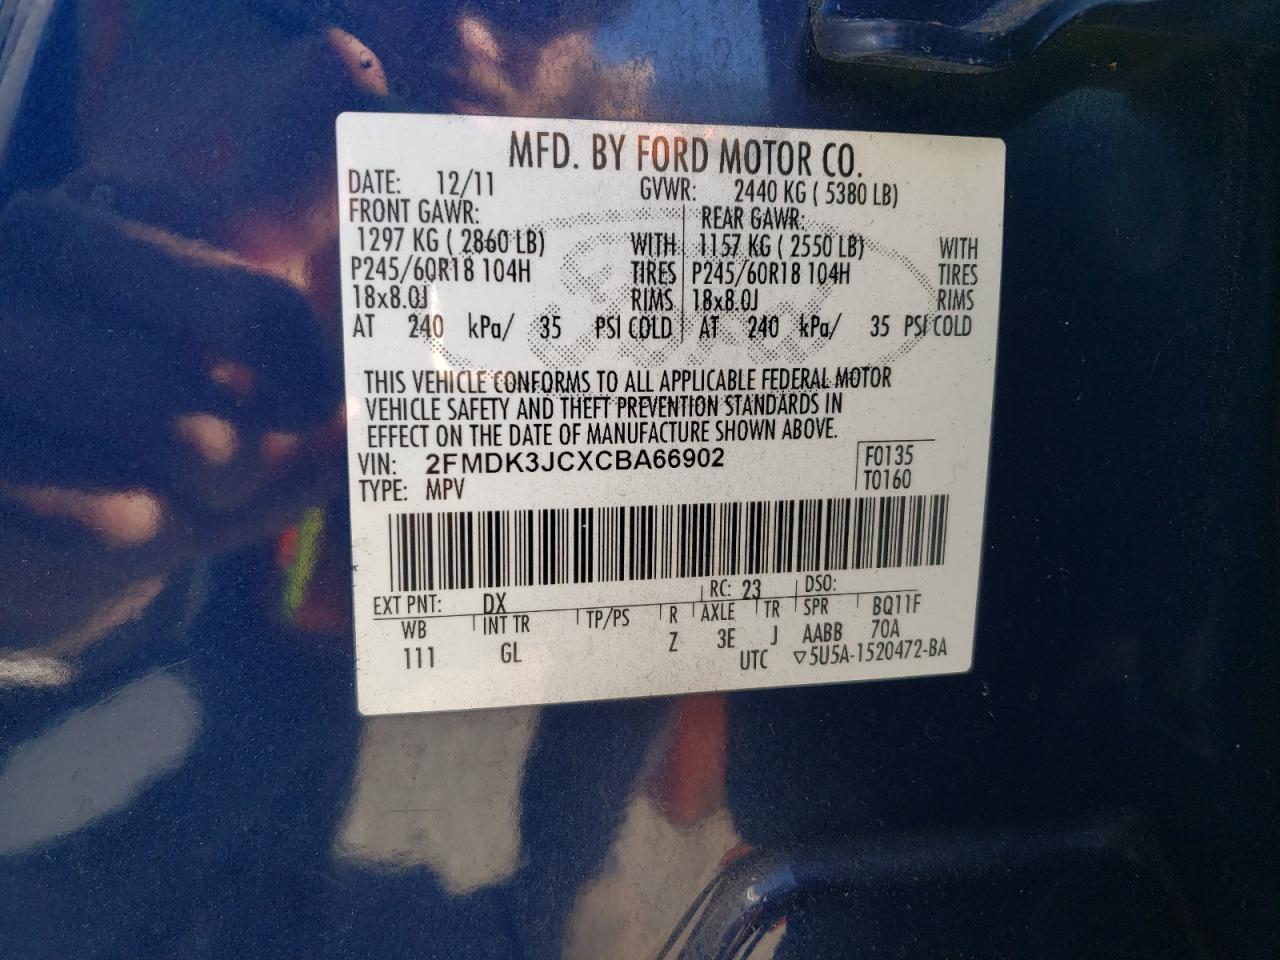 MFD. BY FORD MOTOR CO.
DATE: 12/11 GVWR: 2440 KG ( 5380 LB)
FRONT GAWR: REAR GAWR:
1297 KG ( 2860 LB) WITH 1157 KG ( 2550 LB) WITH
P245/60R18 104H TIRES P245/60R18 104H TIRES
18x8.0J RIMS 18x8.0J RIMS
AT 240 kPa/ 35 PSI COLD AT 240 kPa/ 35 PSI COLD
THIS VEHICLE CONFORMS TO ALL APPLICABLE FEDERAL MOTOR
VEHICLE SAFETY AND THEFT PREVENTION STANDARDS IN
EFFECT ON THE DATE OF MANUFACTURE SHOWN ABOVE.
VIN: 2FMDK3JCXCBA66902 F0135
TYPE: MPV T0160
EXT PNT: DX RC: 23 DSO:
WB INT TR TP/PS R AXLE TR SPR BQ11F
111 GL Z 3E J AABB 70A
UTC ▽5U5A-1520472-BA